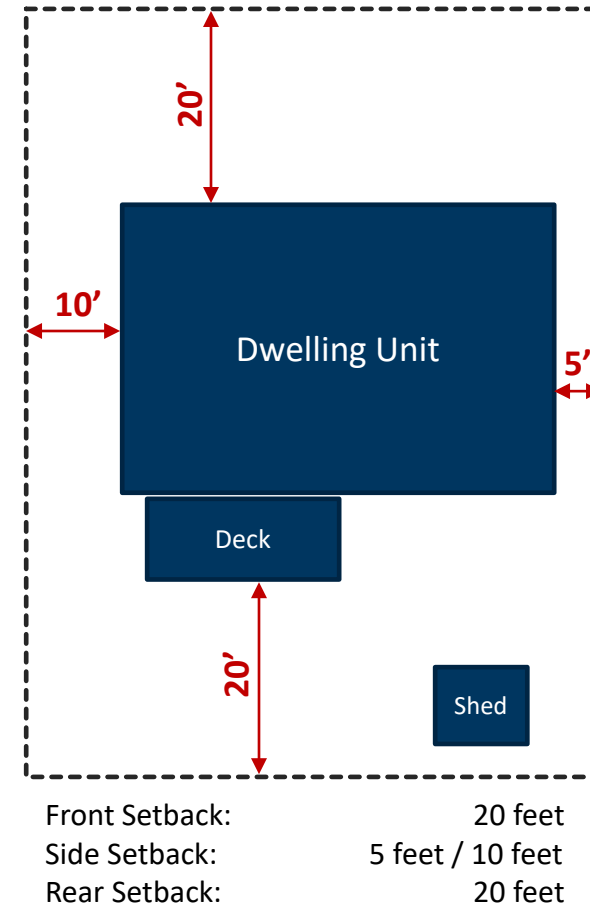 20’
10’
Dwelling Unit
5’
Deck
20’
Shed
Front Setback: 20 feet
Side Setback: 5 feet / 10 feet
Rear Setback: 20 feet